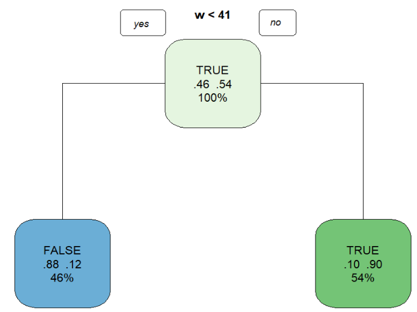 yes w < 41 no
TRUE
.46 .54
100%
FALSE
.88 .12
46%
TRUE
.10 .90
54%